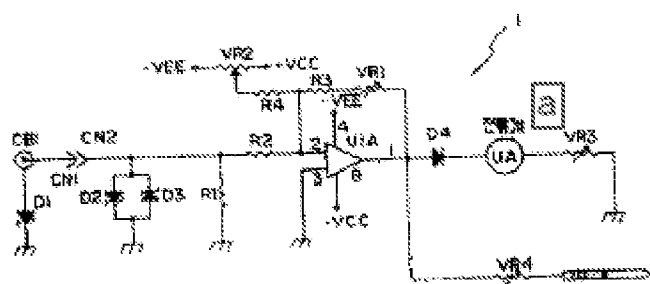 1
VR2
-VEE
+VCC
R3
VR1
R4
-VEE
a
4
CN2
R2
2
U1A
1
D4
VR3
UA
CN1
3
8
D1
D2
D3
R1
-VCC
VR4